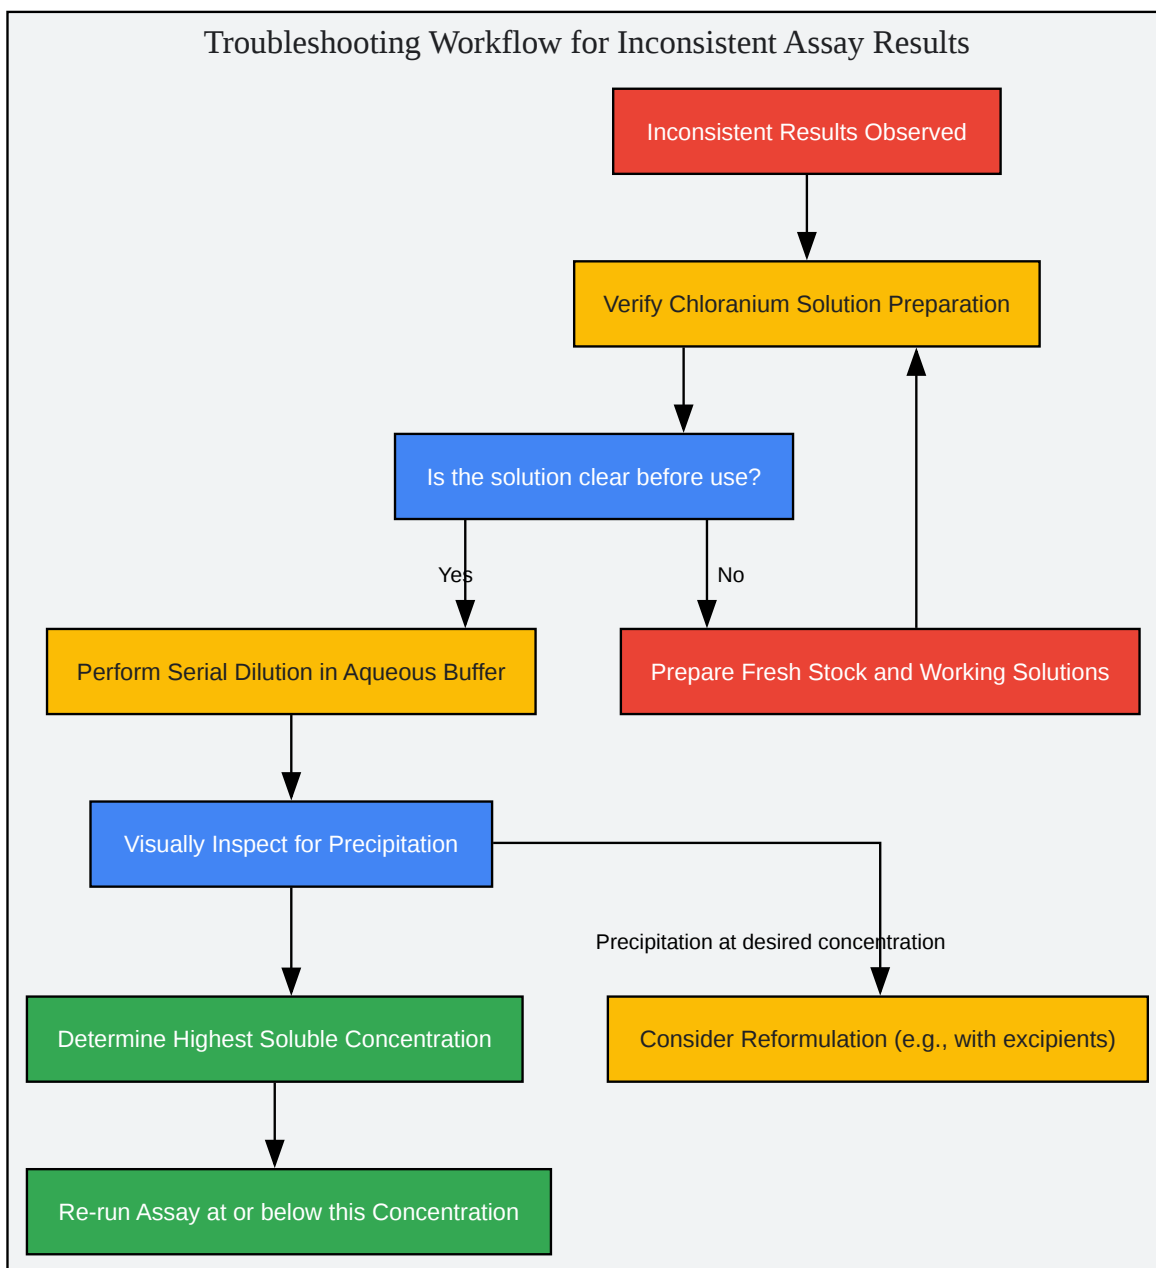 Troubleshooting Workflow for Inconsistent Assay Results
Inconsistent Results Observed
Verify Chloranium Solution Preparation
Is the solution clear before use?
Yes
No
Perform Serial Dilution in Aqueous Buffer
Prepare Fresh Stock and Working Solutions
Visually Inspect for Precipitation
Precipitation at desired concentration
Determine Highest Soluble Concentration
Consider Reformulation (e.g., with excipients)
Re-run Assay at or below this Concentration